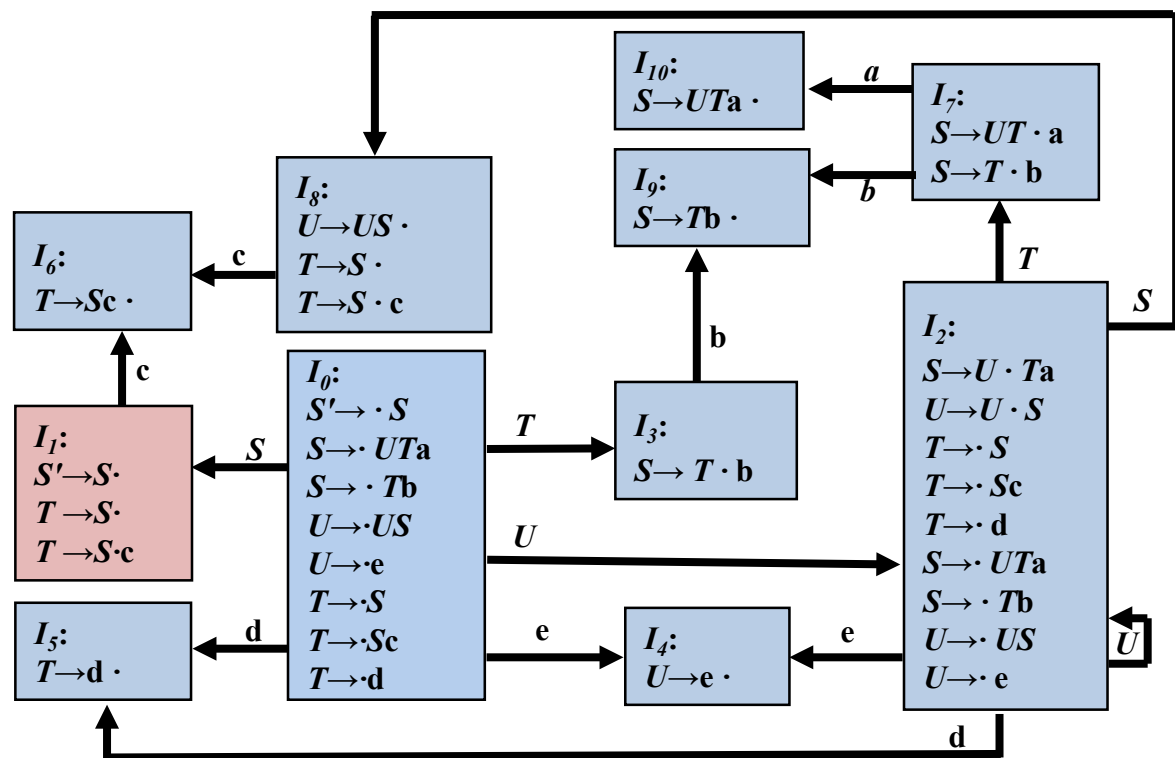 I10:
S→UTa ·
a
I7:
S→UT · a
S→T · b
I8:
U→US ·
T→S ·
T→S · c
I9:
S→Tb ·
b
I6:
T→Sc ·
c
T
S
I2:
S→U · Ta
U→U · S
T→· S
T→· Sc
T→· d
S→· UTa
S→ · Tb
U→· US
U→· e
b
c
I0:
S'→ · S
S→· UTa
S→ · Tb
U→·US
U→·e
T→·S
T→·Sc
T→·d
I1:
S'→S·
T →S·
T →S·c
S
T
I3:
S→ T · b
U
I5:
T→d ·
d
e
I4:
U→e ·
e
U
d